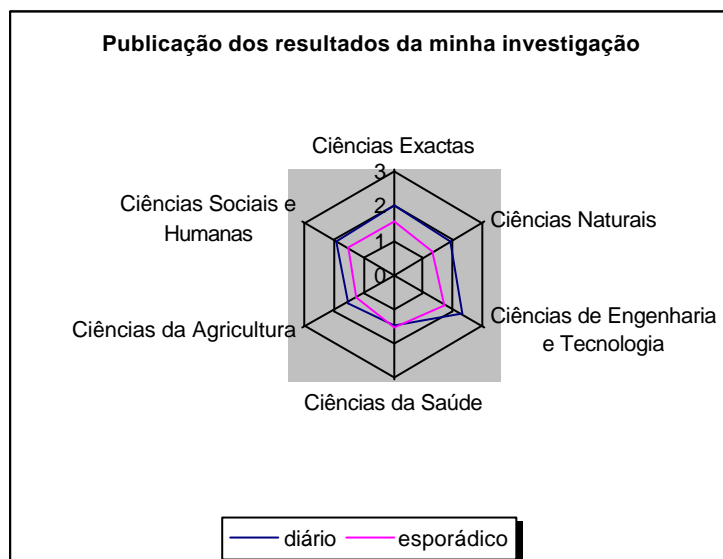 Publicação dos resultados da minha investigação
Ciências Exactas
3
2
1
0
Ciências Naturais
Ciências de Engenharia
e Tecnologia
Ciências da Saúde
Ciências da Agricultura
Ciências Sociais e
Humanas
diário
esporádico